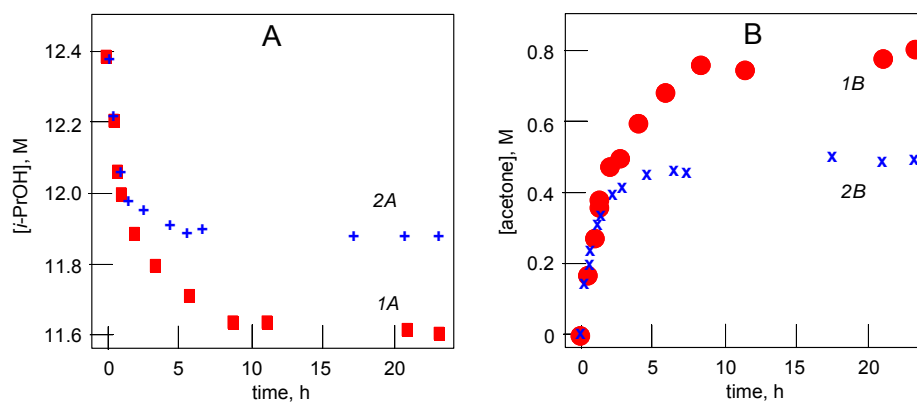 A
12.4
12.2
12.0
11.8
11.6
[i-PrOH], M
2A
1A
0 5 10 15 20
time, h
B
0.8
0.6
0.4
0.2
0
[acetone], M
1B
2B
0 5 10 15 20
time, h